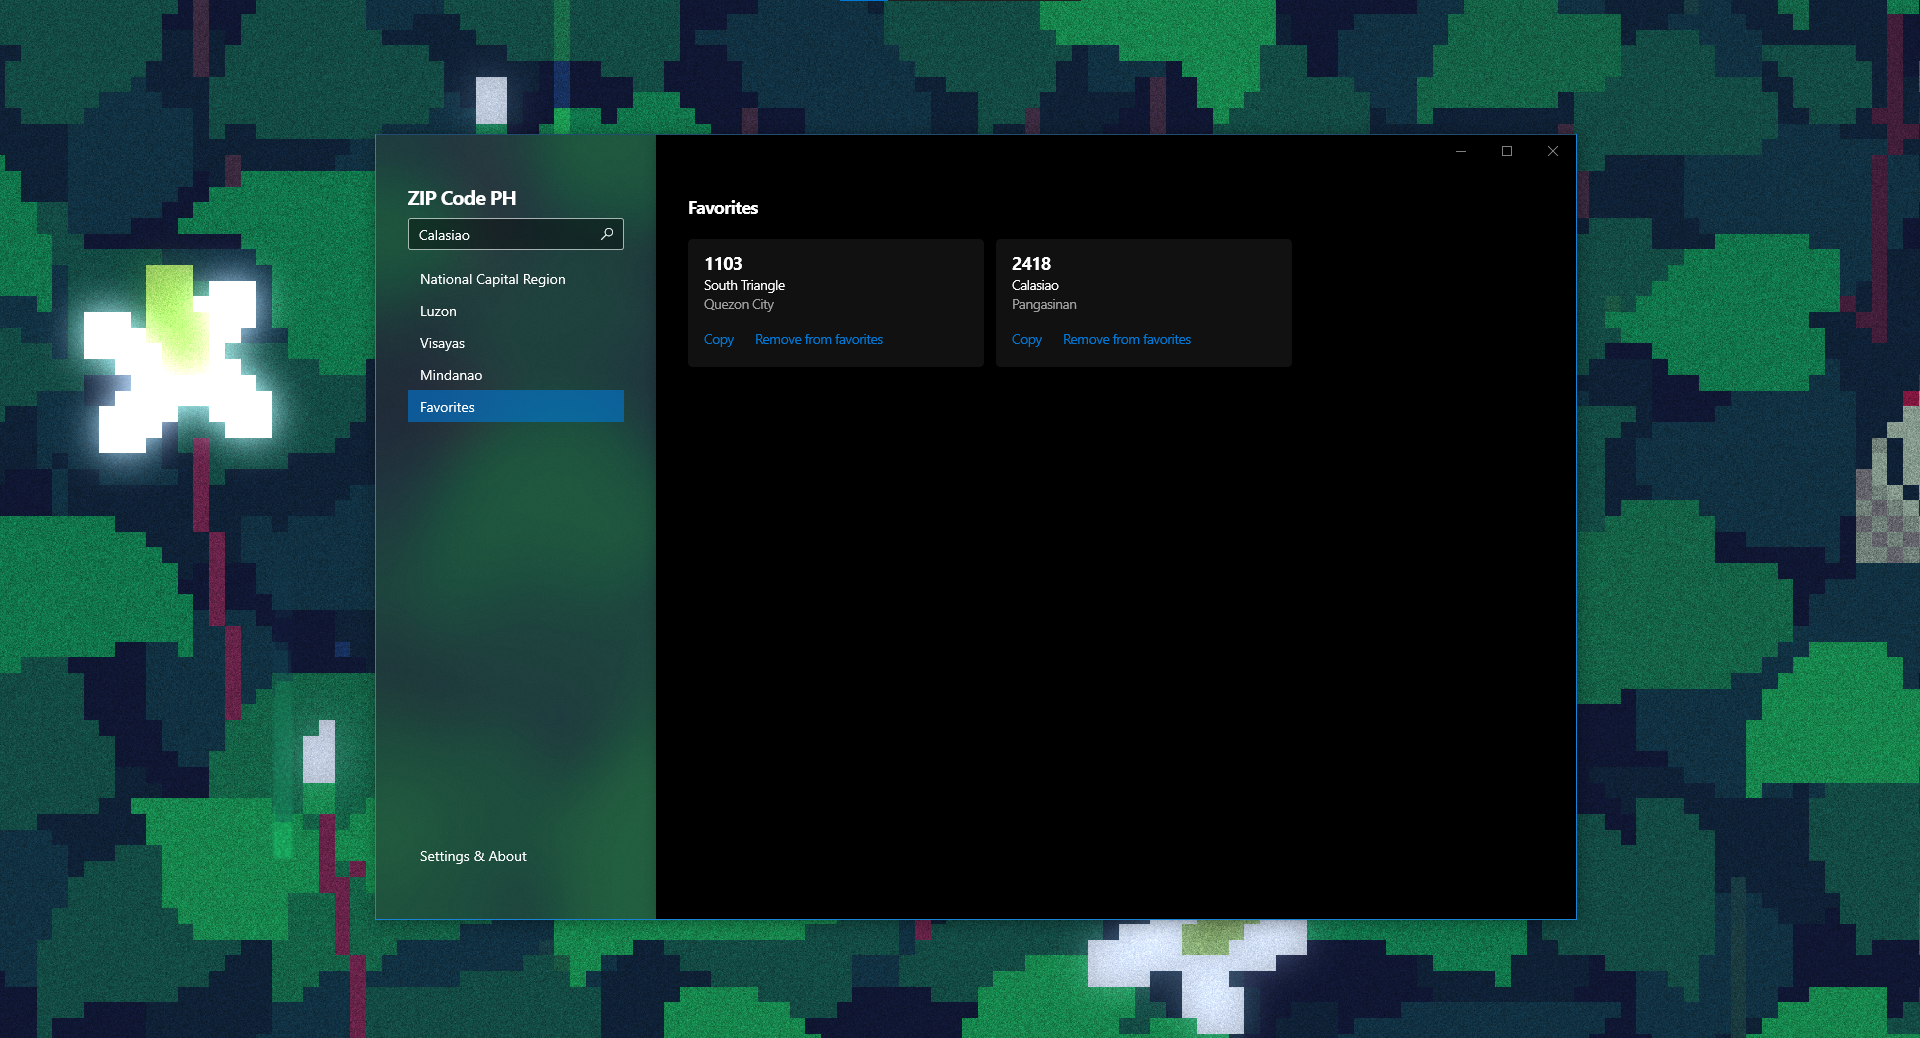 ZIP Code PH
Calasiao
National Capital Region
Luzon
Visayas
Mindanao
Favorites
Settings & About
Favorites
1103
South Triangle
Quezon City
Copy Remove from favorites
2418
Calasiao
Pangasinan
Copy Remove from favorites